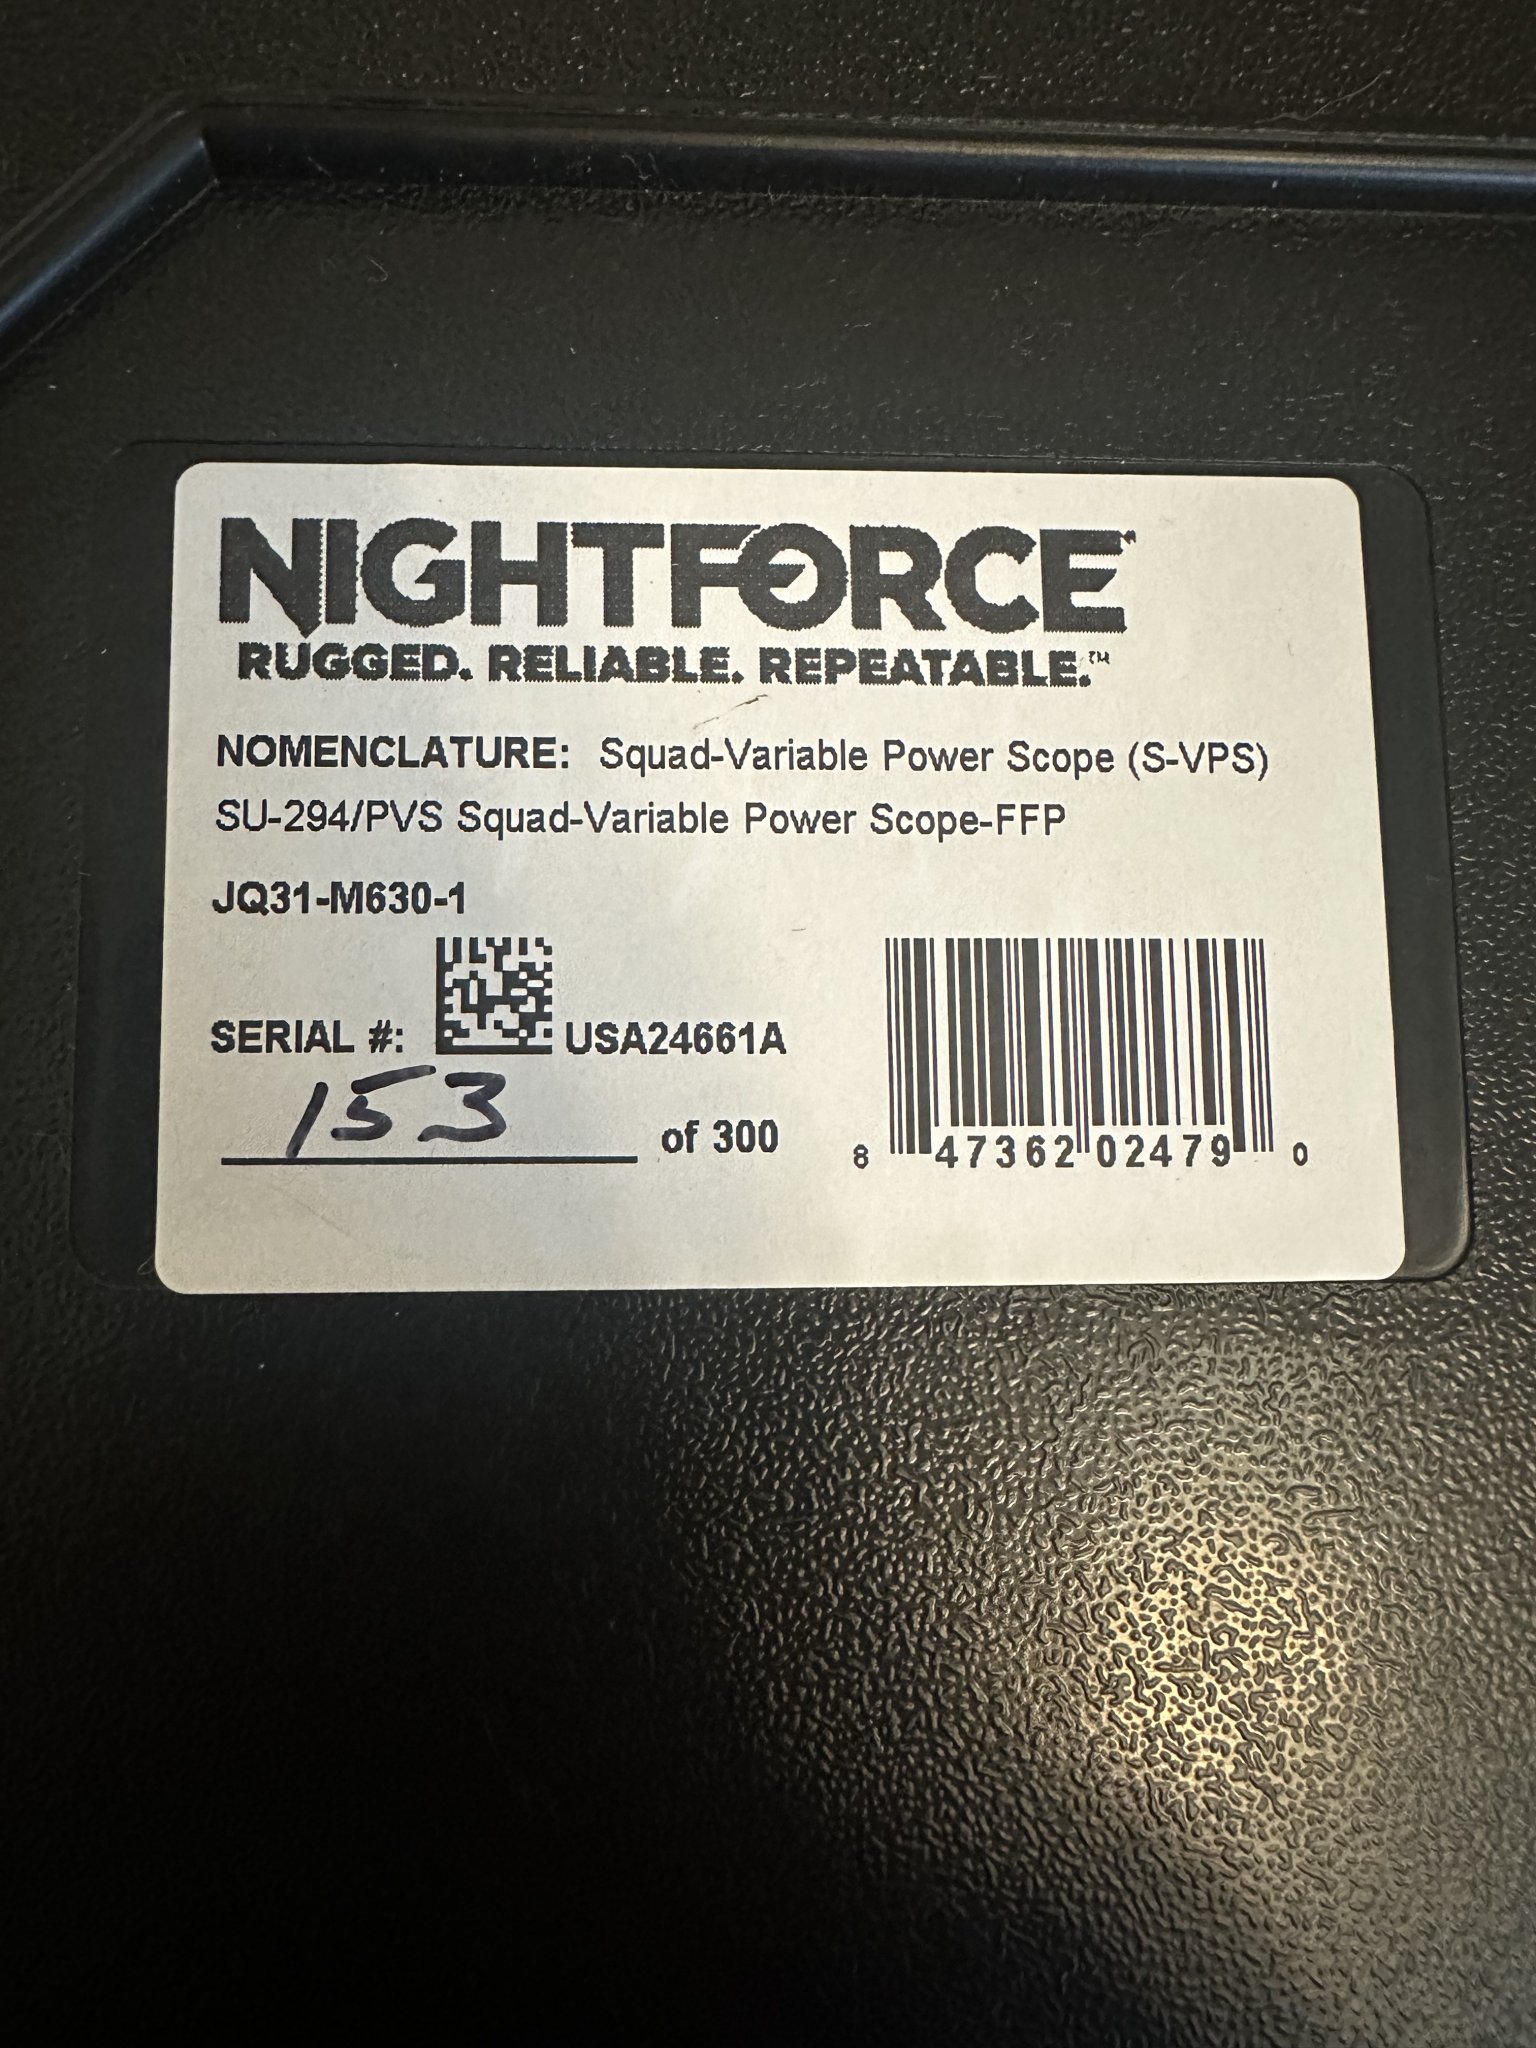 NIGHTFORCE
RUGGED. RELIABLE. REPEATABLE.™
NOMENCLATURE: Squad-Variable Power Scope (S-VPS)
SU-294/PVS Squad-Variable Power Scope-FFP
JQ31-M630-1
SERIAL #: USA24661A
153 of 300
8 47362 02479 0